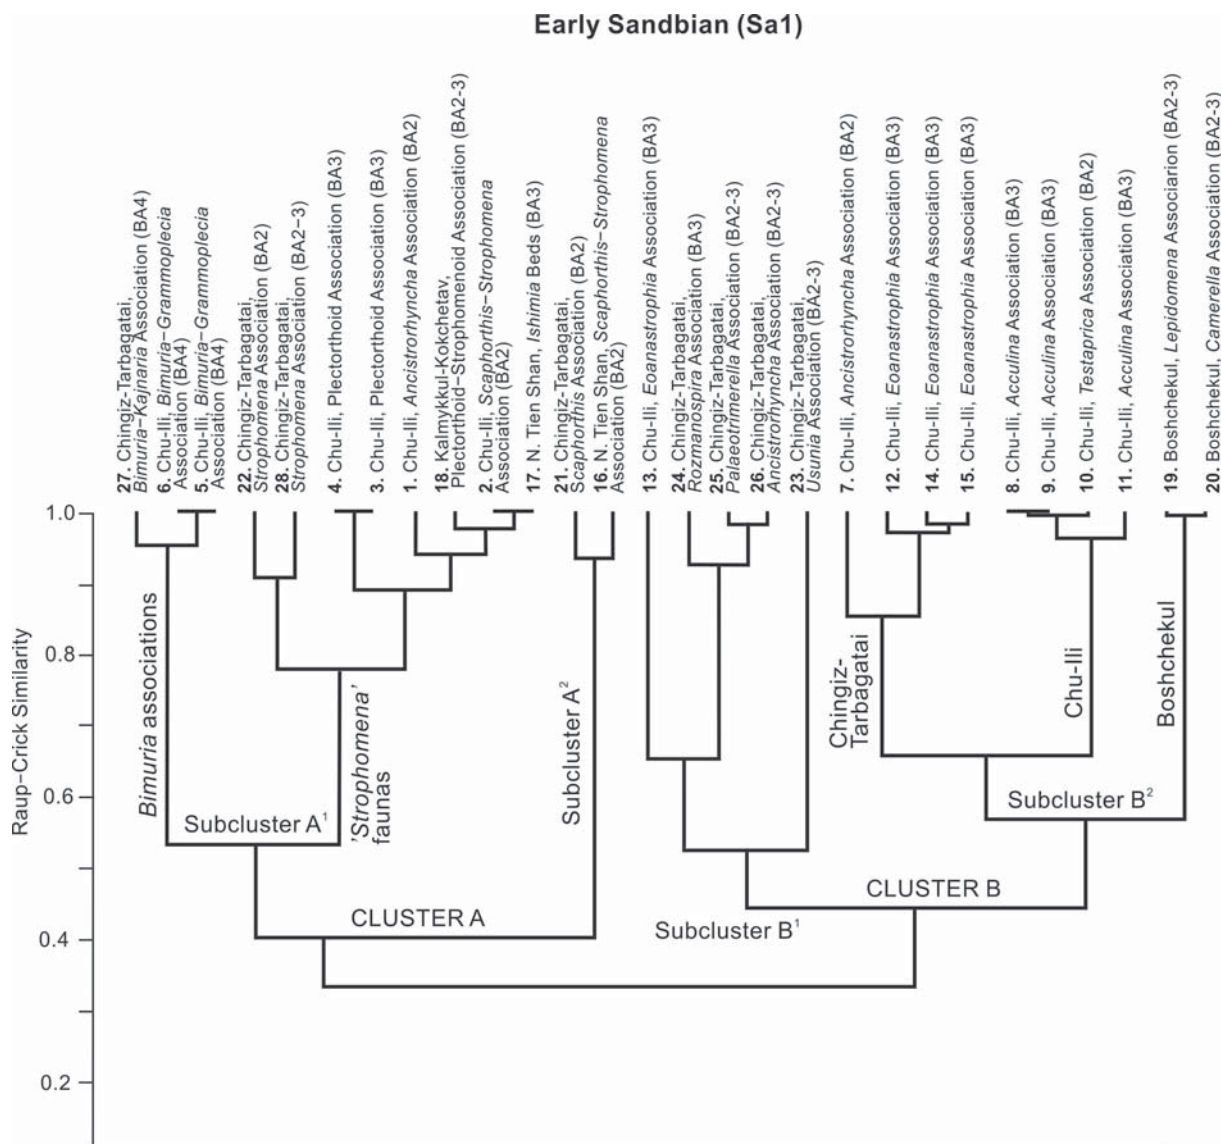 Early Sandbian (Sa1)
27. Chingiz-Tarbagatai,
Bimuria–Kajnaria Association (BA4)
6. Chu-Ili, Bimuria–Grammoplecia
Association (BA4)
5. Chu-Ili, Bimuria–Grammoplecia
Association (BA4)
22. Chingiz-Tarbagatai,
Strophomena Association (BA2)
28. Chingiz-Tarbagatai,
Strophomena Association (BA2–3)
4. Chu-Ili, Plectorthoid Association (BA3)
3. Chu-Ili, Plectorthoid Association (BA3)
1. Chu-Ili, Ancistrorhyncha Association (BA2)
18. Kalmykkul-Kokchetav,
Plectorthoid–Strophomenoid Association (BA2-3)
2. Chu-Ili, Scaphorthis–Strophomena
Association (BA2)
17. N. Tien Shan, Ishimia Beds (BA3)
21. Chingiz-Tarbagatai,
Scaphorthis Association (BA2)
16. N. Tien Shan, Scaphorthis–Strophomena
Association (BA2)
13. Chu-Ili, Eoanastrophia Association (BA3)
24. Chingiz-Tarbagatai,
Rozmanospira Association (BA3)
25. Chingiz-Tarbagatai,
Palaeotrimerella Association (BA2-3)
26. Chingiz-Tarbagatai,
Ancistrorhyncha Association (BA2-3)
23. Chingiz-Tarbagatai,
Usunia Association (BA2-3)
7. Chu-Ili, Ancistrorhyncha Association (BA2)
12. Chu-Ili, Eoanastrophia Association (BA3)
14. Chu-Ili, Eoanastrophia Association (BA3)
15. Chu-Ili, Eoanastrophia Association (BA3)
8. Chu-Ili, Acculina Association (BA3)
9. Chu-Ili, Acculina Association (BA3)
10. Chu-Ili, Testaprica Association (BA2)
11. Chu-Ili, Acculina Association (BA3)
19. Boshchekul, Lepidomena Associarion (BA2-3)
20. Boshchekul, Camerella Association (BA2-3)
1.0
0.8
0.6
0.4
0.2
Raup–Crick Similarity
Bimuria associations
'Strophomena'
faunas
Subcluster A1
Subcluster A2
CLUSTER A
Chingiz-
Tarbagatai
Chu-Ili
Boshchekul
Subcluster B2
CLUSTER B
Subcluster B1